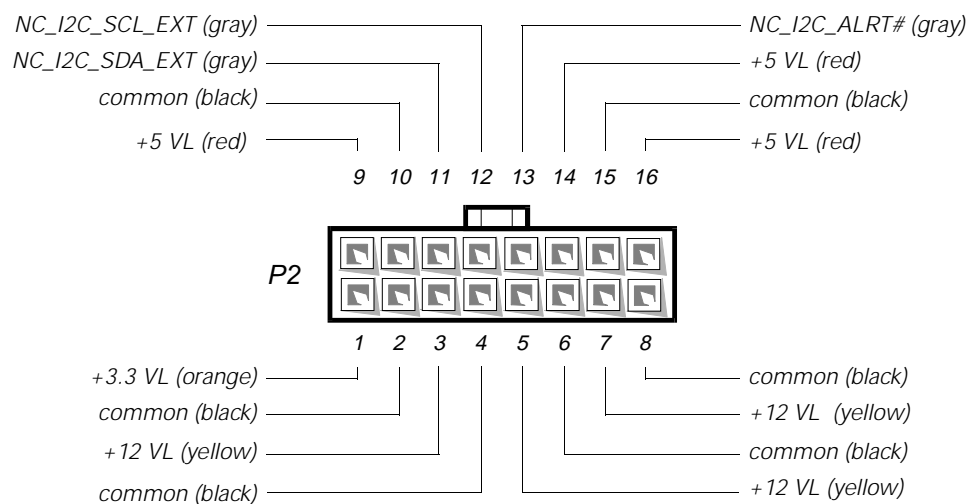 NC_I2C_SCL_EXT (gray) NC_I2C_ALRT# (gray)
NC_I2C_SDA_EXT (gray) +5 VL (red)
common (black) common (black)
+5 VL (red) +5 VL (red)
9 10 11 12 13 14 15 16
P2
1 2 3 4 5 6 7 8
+3.3 VL (orange) common (black)
common (black) +12 VL (yellow)
+12 VL (yellow) common (black)
common (black) +12 VL (yellow)